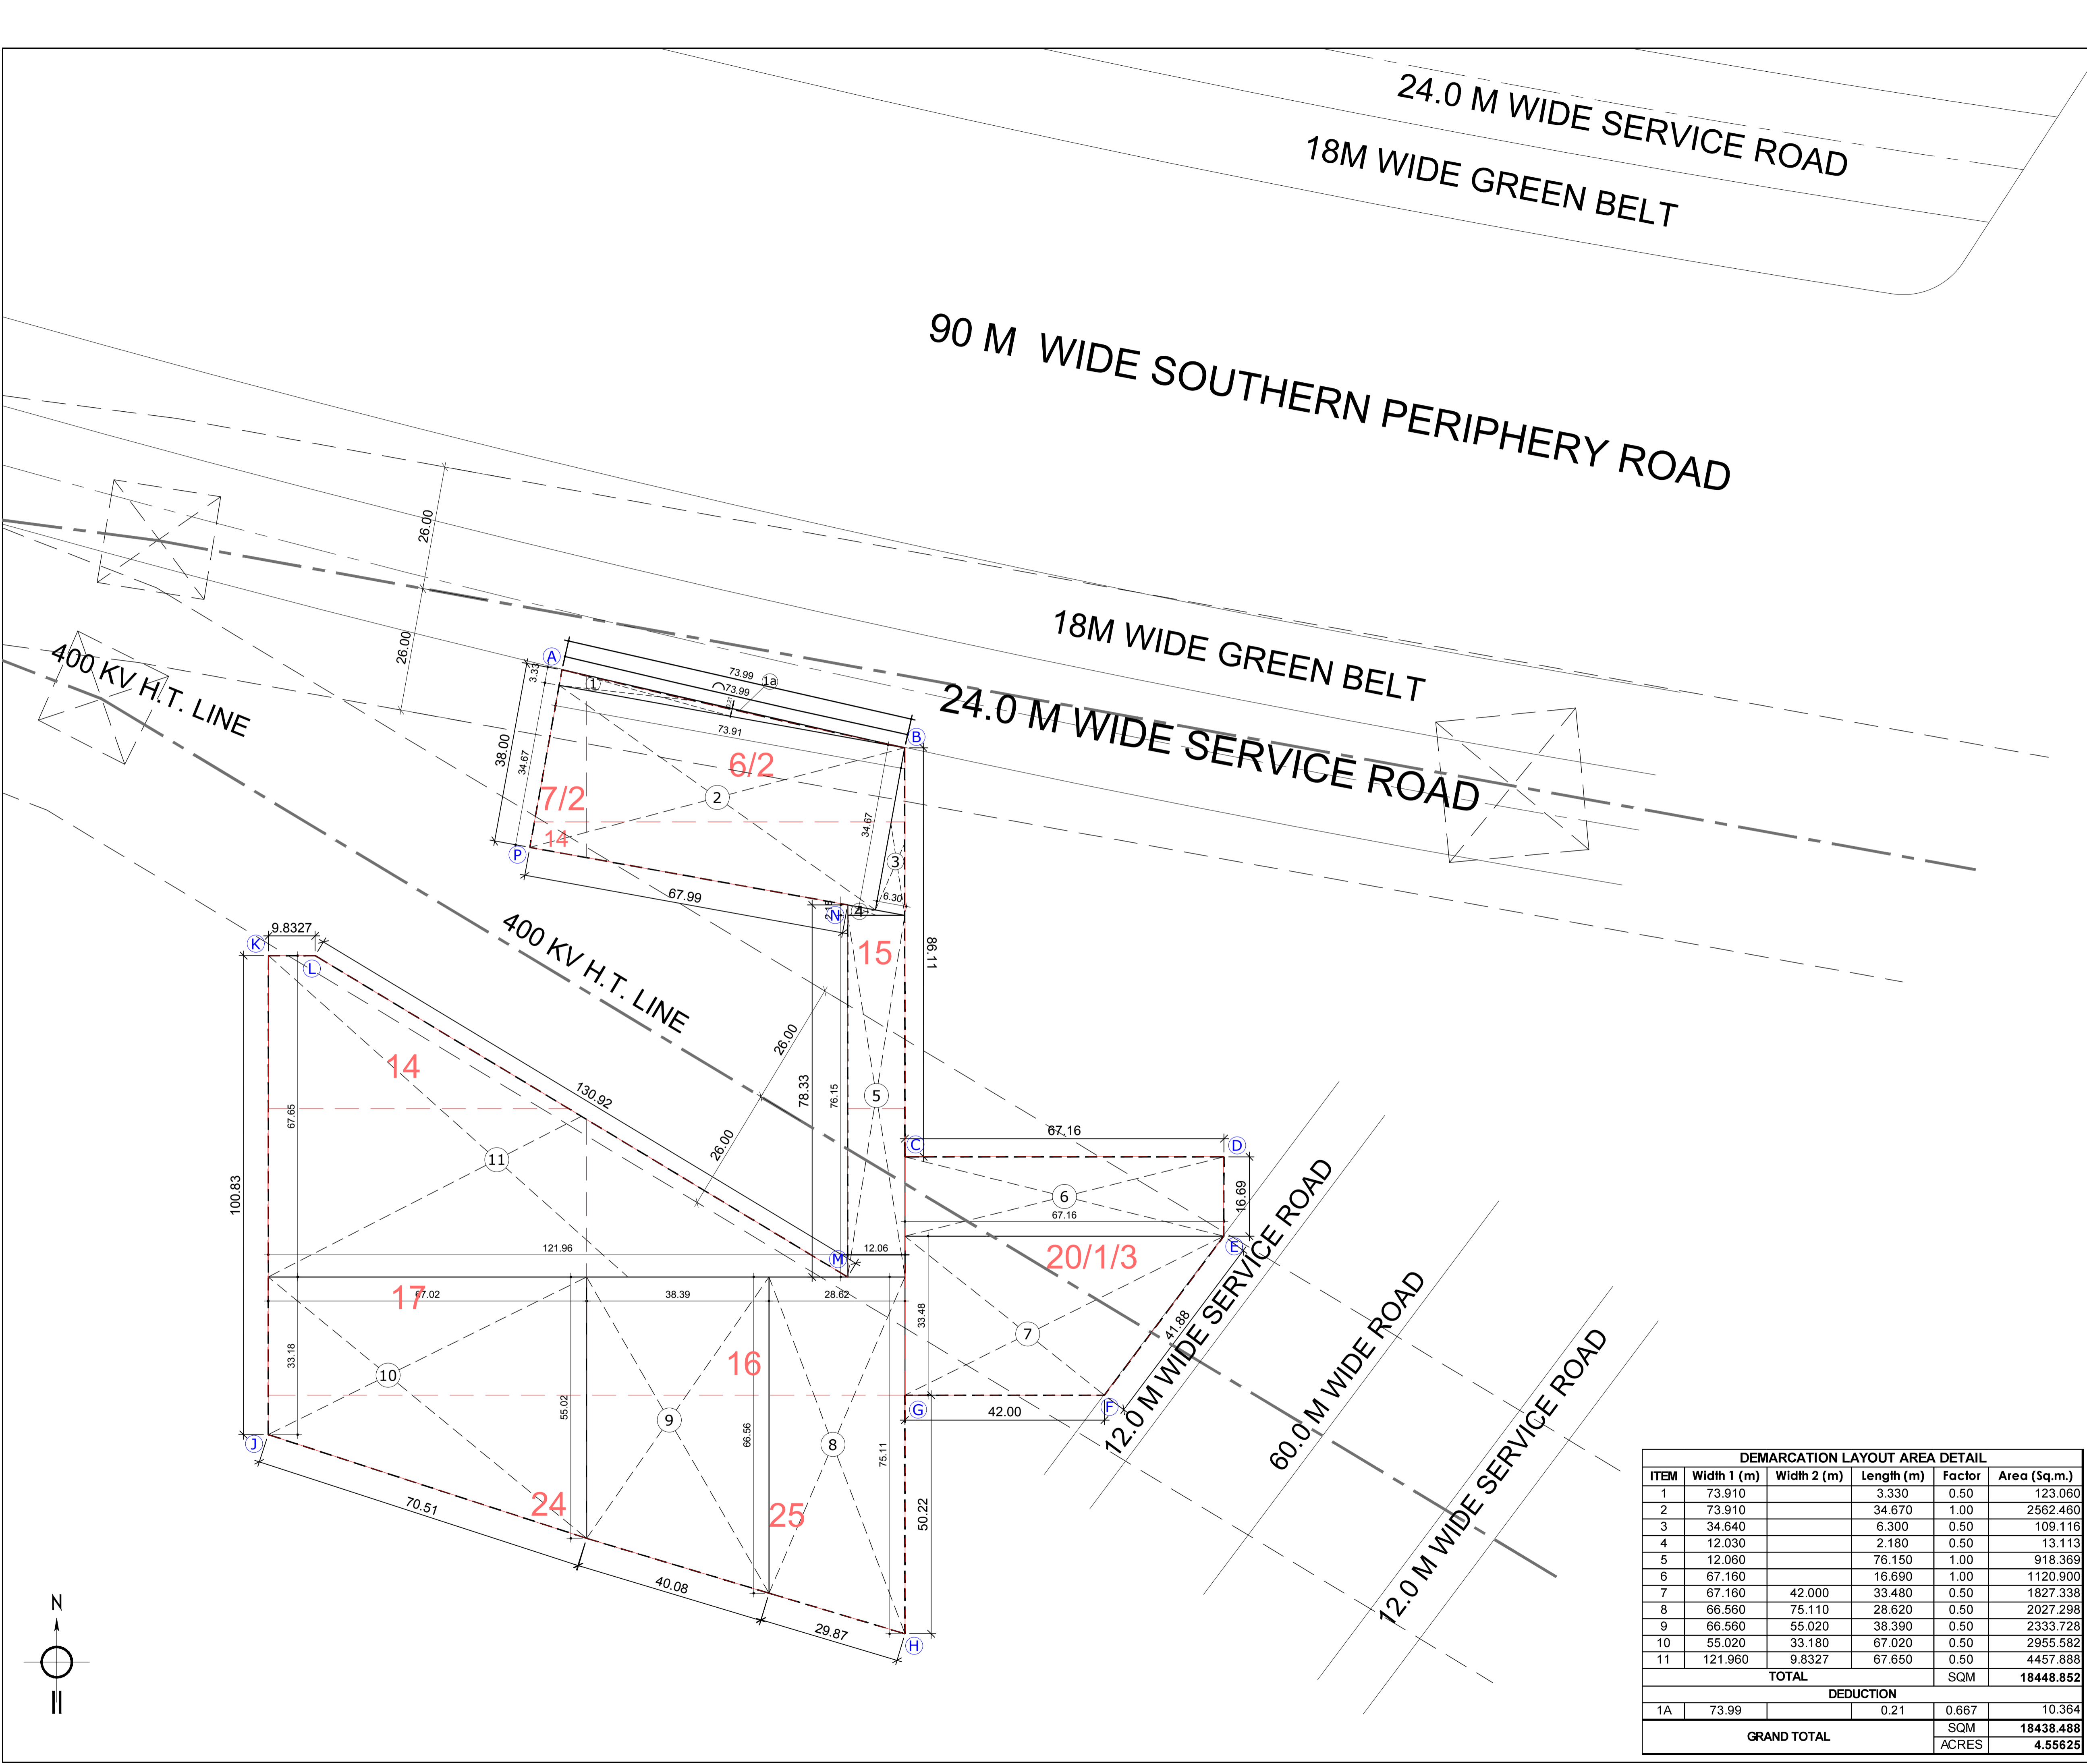 24.0 M WIDE SERVICE ROAD
18M WIDE GREEN BELT
90 M WIDE SOUTHERN PERIPHERY ROAD
26.00
26.00
18M WIDE GREEN BELT
24.0 M WIDE SERVICE ROAD
400 KV H.T. LINE
A
3.33
1
73.99
73.99
1a
73.91
B
38.00
34.67
6/2
7/2
2
14
P
34.67
3
67.99
6.30
N
4
15
86.11
K
9.8327
L
400 KV H.T. LINE
14
130.92
26.00
26.00
78.33
76.15
5
67.65
100.83
11
67.16
C
D
6
16.69
67.16
121.96
M
12.06
E
20/1/3
17
67.02
38.39
28.62
33.48
7
41.88
12.0 M WIDE SERVICE ROAD
60.0 M WIDE ROAD
12.0 M WIDE SERVICE ROAD
33.18
10
16
55.02
9
66.56
8
75.11
G
42.00
F
J
70.51
24
25
50.22
40.08
29.87
H
N
DEMARCATION LAYOUT AREA DETAIL
ITEM Width 1 (m) Width 2 (m) Length (m) Factor Area (Sq.m.)
1 73.910 3.330 0.50 123.060
2 73.910 34.670 1.00 2562.460
3 34.640 6.300 0.50 109.116
4 12.030 2.180 0.50 13.113
5 12.060 76.150 1.00 918.369
6 67.160 16.690 1.00 1120.900
7 67.160 42.000 33.480 0.50 1827.338
8 66.560 75.110 28.620 0.50 2027.298
9 66.560 55.020 38.390 0.50 2333.728
10 55.020 33.180 67.020 0.50 2955.582
11 121.960 9.8327 67.650 0.50 4457.888
TOTAL SQM 18448.852
DEDUCTION
1A 73.99 0.21 0.667 10.364
GRAND TOTAL SQM 18438.488
ACRES 4.55625